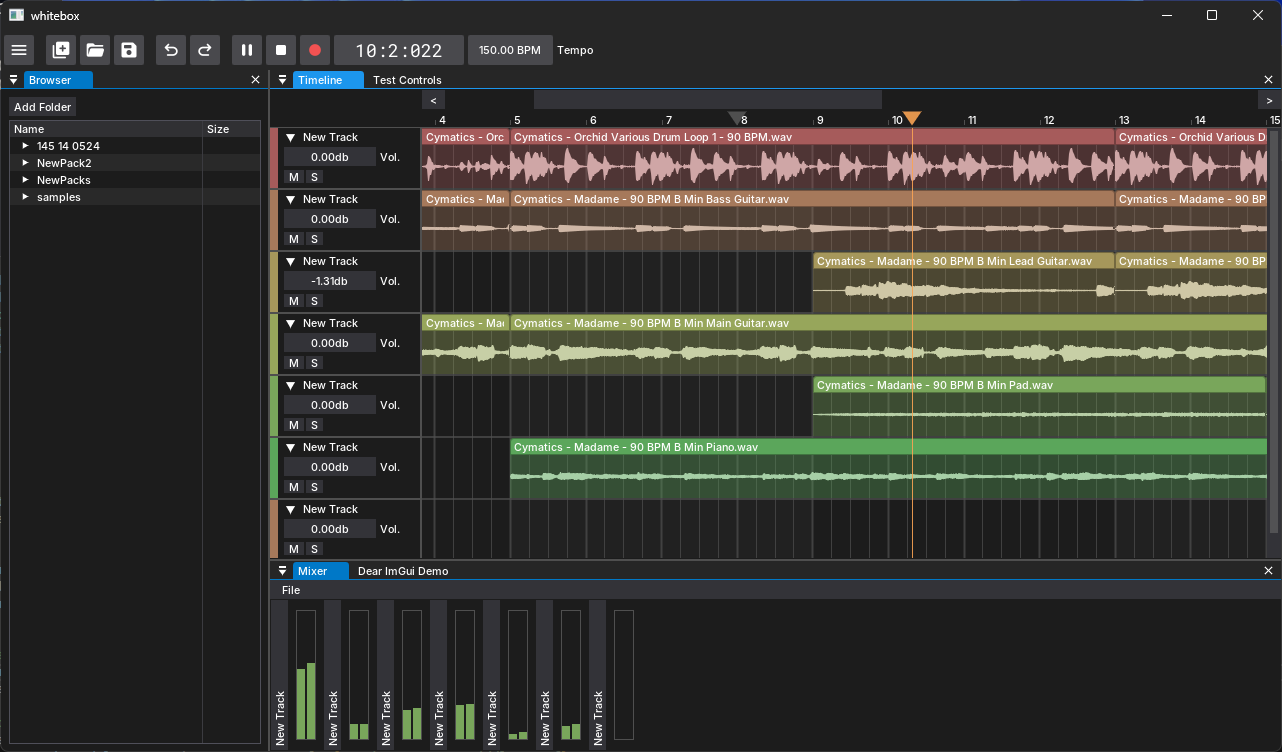 whitebox
10:2:022
150.00 BPM
Tempo
Browser
Timeline
Test Controls
Add Folder
Name
Size
145 14 0524
NewPack2
NewPacks
samples
<
>
4 5 6 7 8 9 10 11 12 13 14 15
New Track
0.00db Vol.
M S
Cymatics - Orc
Cymatics - Orchid Various Drum Loop 1 - 90 BPM.wav
Cymatics - Orchid Various D
New Track
0.00db Vol.
M S
Cymatics - Mad
Cymatics - Madame - 90 BPM B Min Bass Guitar.wav
Cymatics - Madame - 90 BP
New Track
-1.31db Vol.
M S
Cymatics - Madame - 90 BPM B Min Lead Guitar.wav
Cymatics - Madame - 90 BP
New Track
0.00db Vol.
M S
Cymatics - Mad
Cymatics - Madame - 90 BPM B Min Main Guitar.wav
New Track
0.00db Vol.
M S
Cymatics - Madame - 90 BPM B Min Pad.wav
New Track
0.00db Vol.
M S
Cymatics - Madame - 90 BPM B Min Piano.wav
New Track
0.00db Vol.
M S
Mixer
Dear ImGui Demo
File
New Track
New Track
New Track
New Track
New Track
New Track
New Track